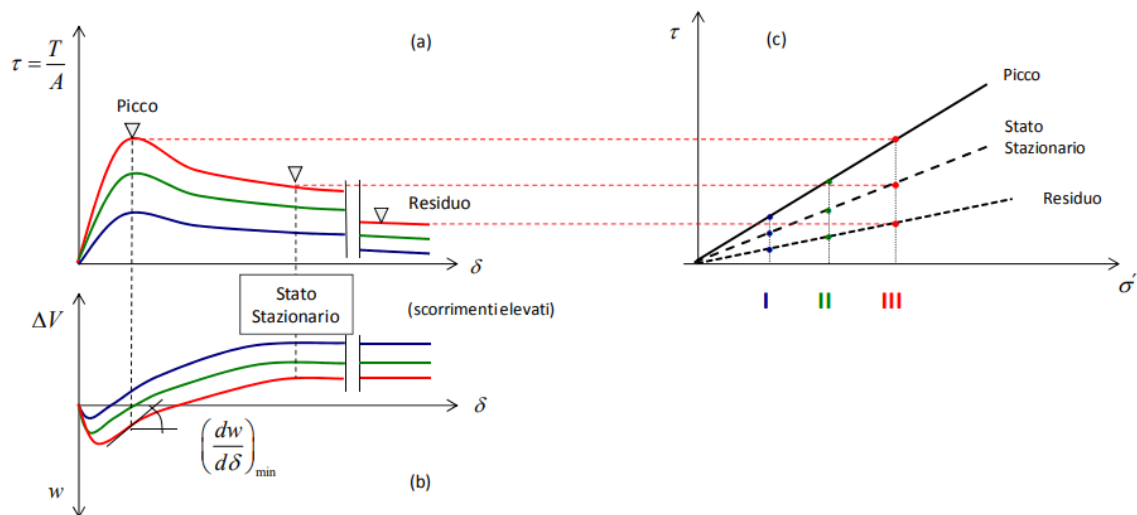 (a)
τ = T/A
Picco
Residuo
δ
(c)
τ
Picco
Stato
Stazionario
Residuo
σ′
I II III
Stato
Stazionario
(scorrimenti elevati)
ΔV
δ
(dw/dδ)min
w
(b)